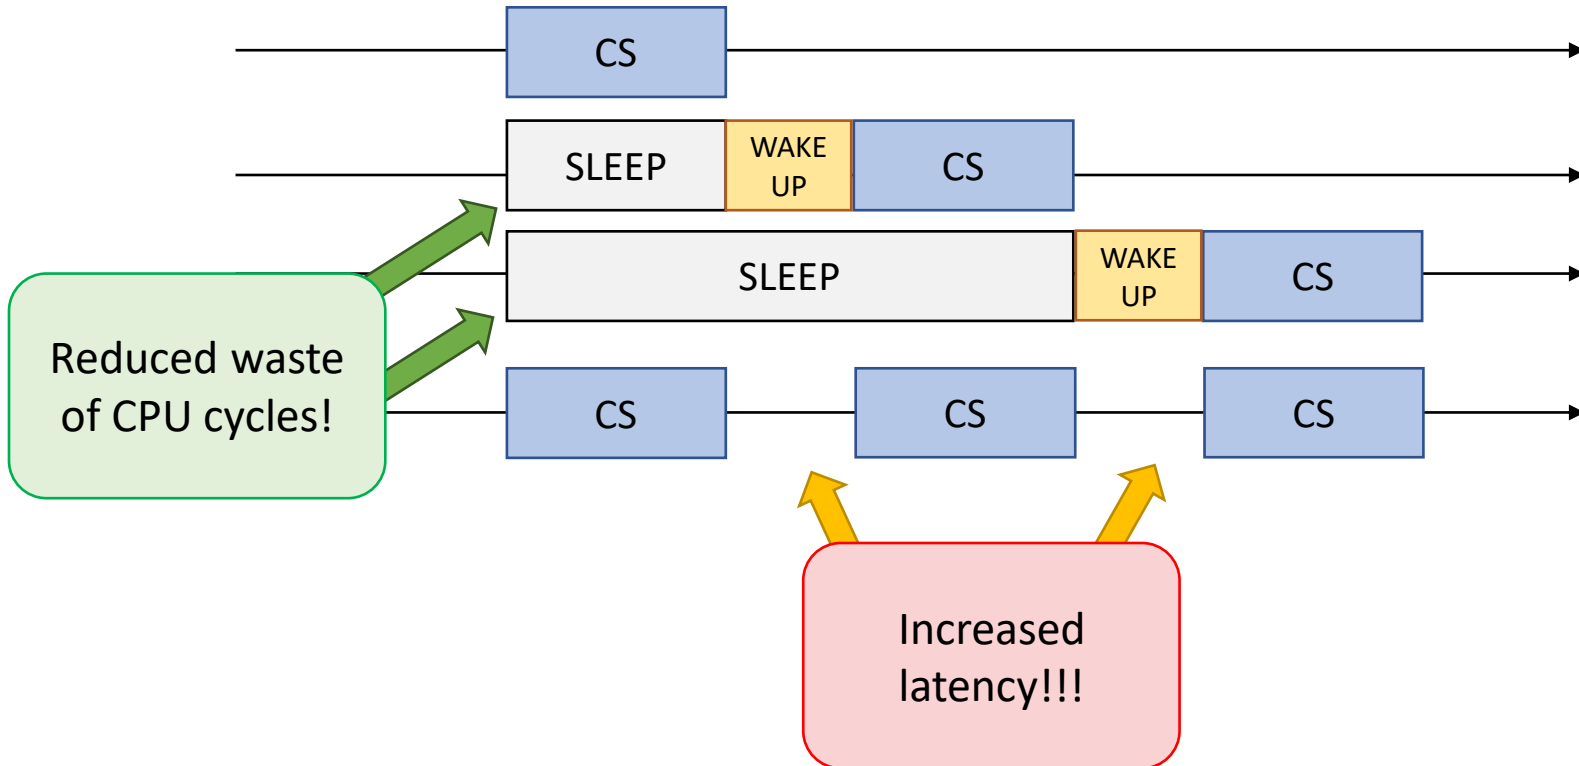 CS
SLEEP
WAKE
UP
CS
SLEEP
WAKE
UP
CS
Reduced waste
of CPU cycles!
CS
CS
CS
Increased
latency!!!